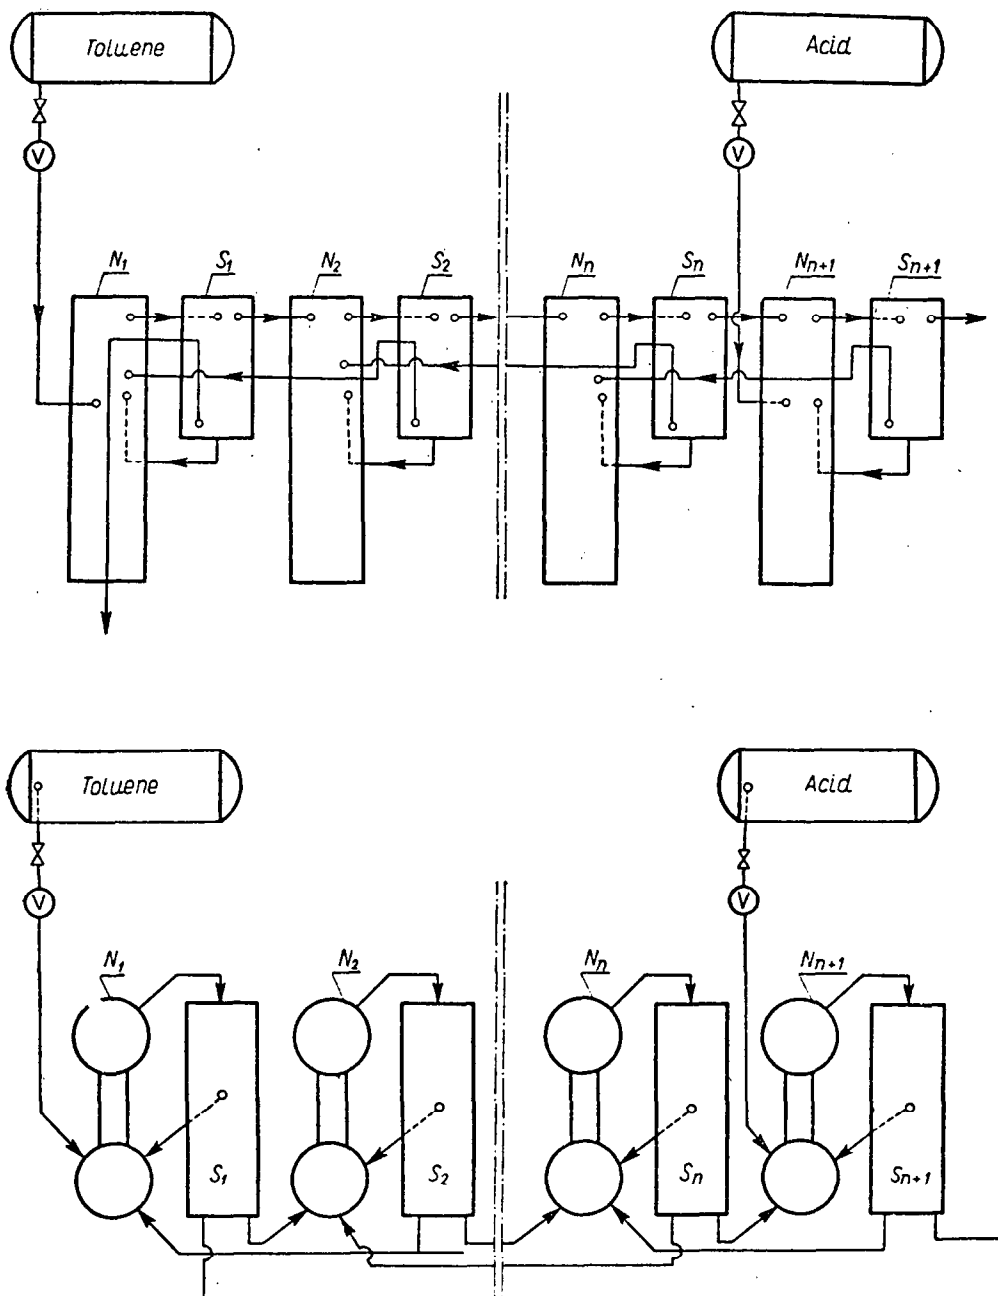 Toluene
Acid
V
V
N1
S1
N2
S2
Nn
Sn
Nn+1
Sn+1
Toluene
Acid
V
V
N1
N2
Nn
Nn+1
S1
S2
Sn
Sn+1